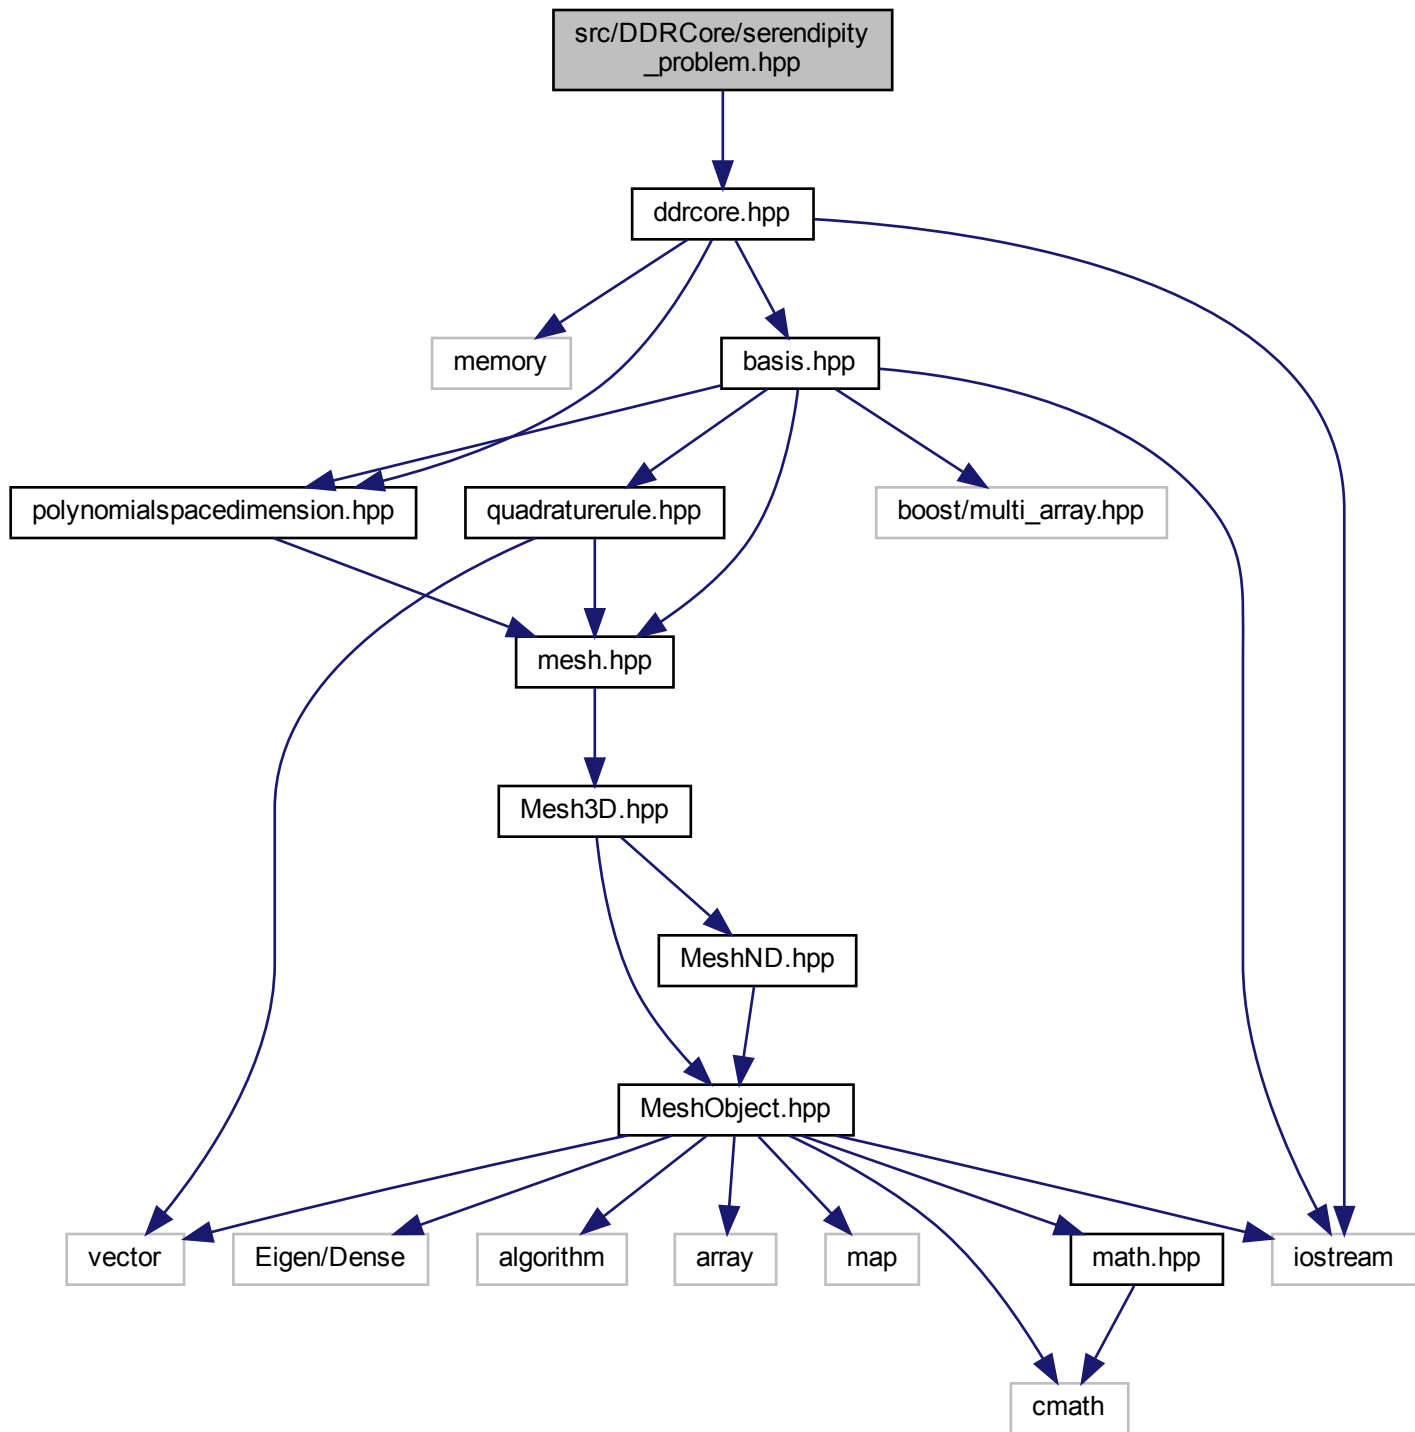 src/DDRCore/serendipity
_problem.hpp
ddrcore.hpp
memory
basis.hpp
polynomialspacedimension.hpp
quadraturerule.hpp
boost/multi_array.hpp
mesh.hpp
Mesh3D.hpp
MeshND.hpp
MeshObject.hpp
vector
Eigen/Dense
algorithm
array
map
math.hpp
iostream
cmath